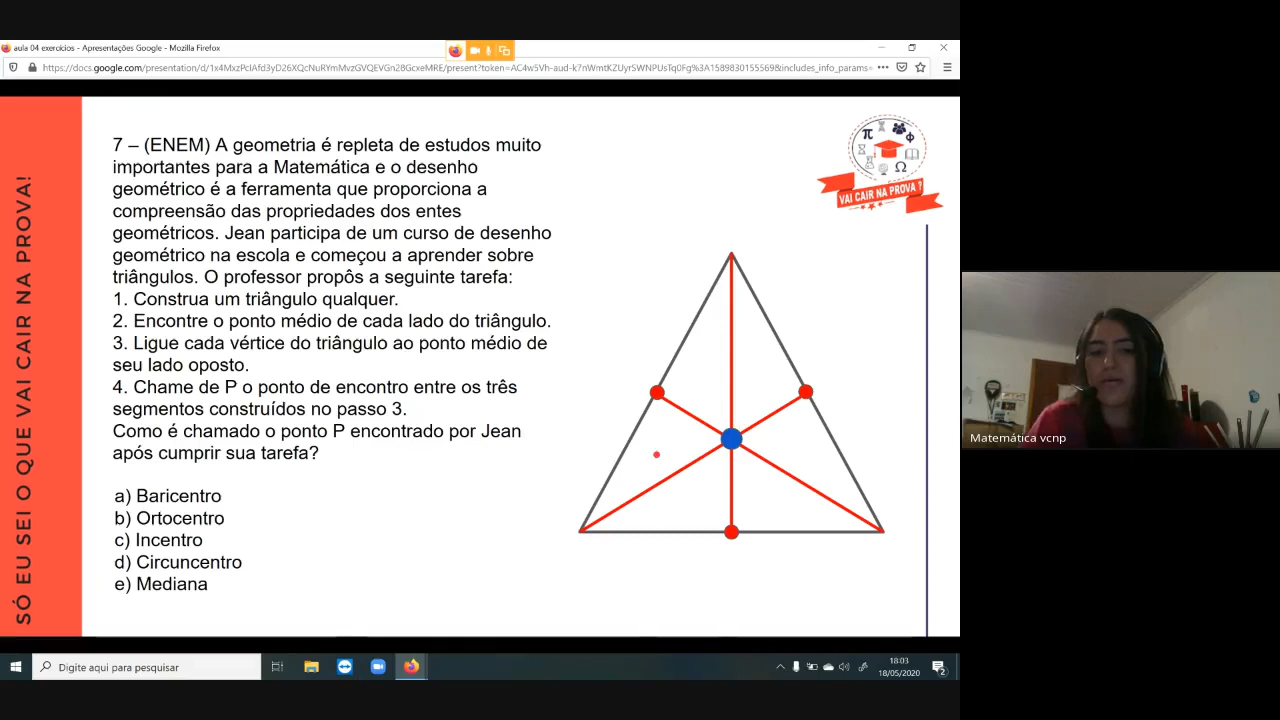 aula 04 exercícios - Apresentações Google - Mozilla Firefox
SÓ EU SEI O QUE VAI CAIR NA PROVA!
7 – (ENEM) A geometria é repleta de estudos muito
importantes para a Matemática e o desenho
geométrico é a ferramenta que proporciona a
compreensão das propriedades dos entes
geométricos. Jean participa de um curso de desenho
geométrico na escola e começou a aprender sobre
triângulos. O professor propôs a seguinte tarefa:
1. Construa um triângulo qualquer.
2. Encontre o ponto médio de cada lado do triângulo.
3. Ligue cada vértice do triângulo ao ponto médio de
seu lado oposto.
4. Chame de P o ponto de encontro entre os três
segmentos construídos no passo 3.
Como é chamado o ponto P encontrado por Jean
após cumprir sua tarefa?
a) Baricentro
b) Ortocentro
c) Incentro
d) Circuncentro
e) Mediana
π Φ Ω
VAI CAIR NA PROVA ?
Matemática vcnp
Digite aqui para pesquisar
18:03
18/05/2020
2